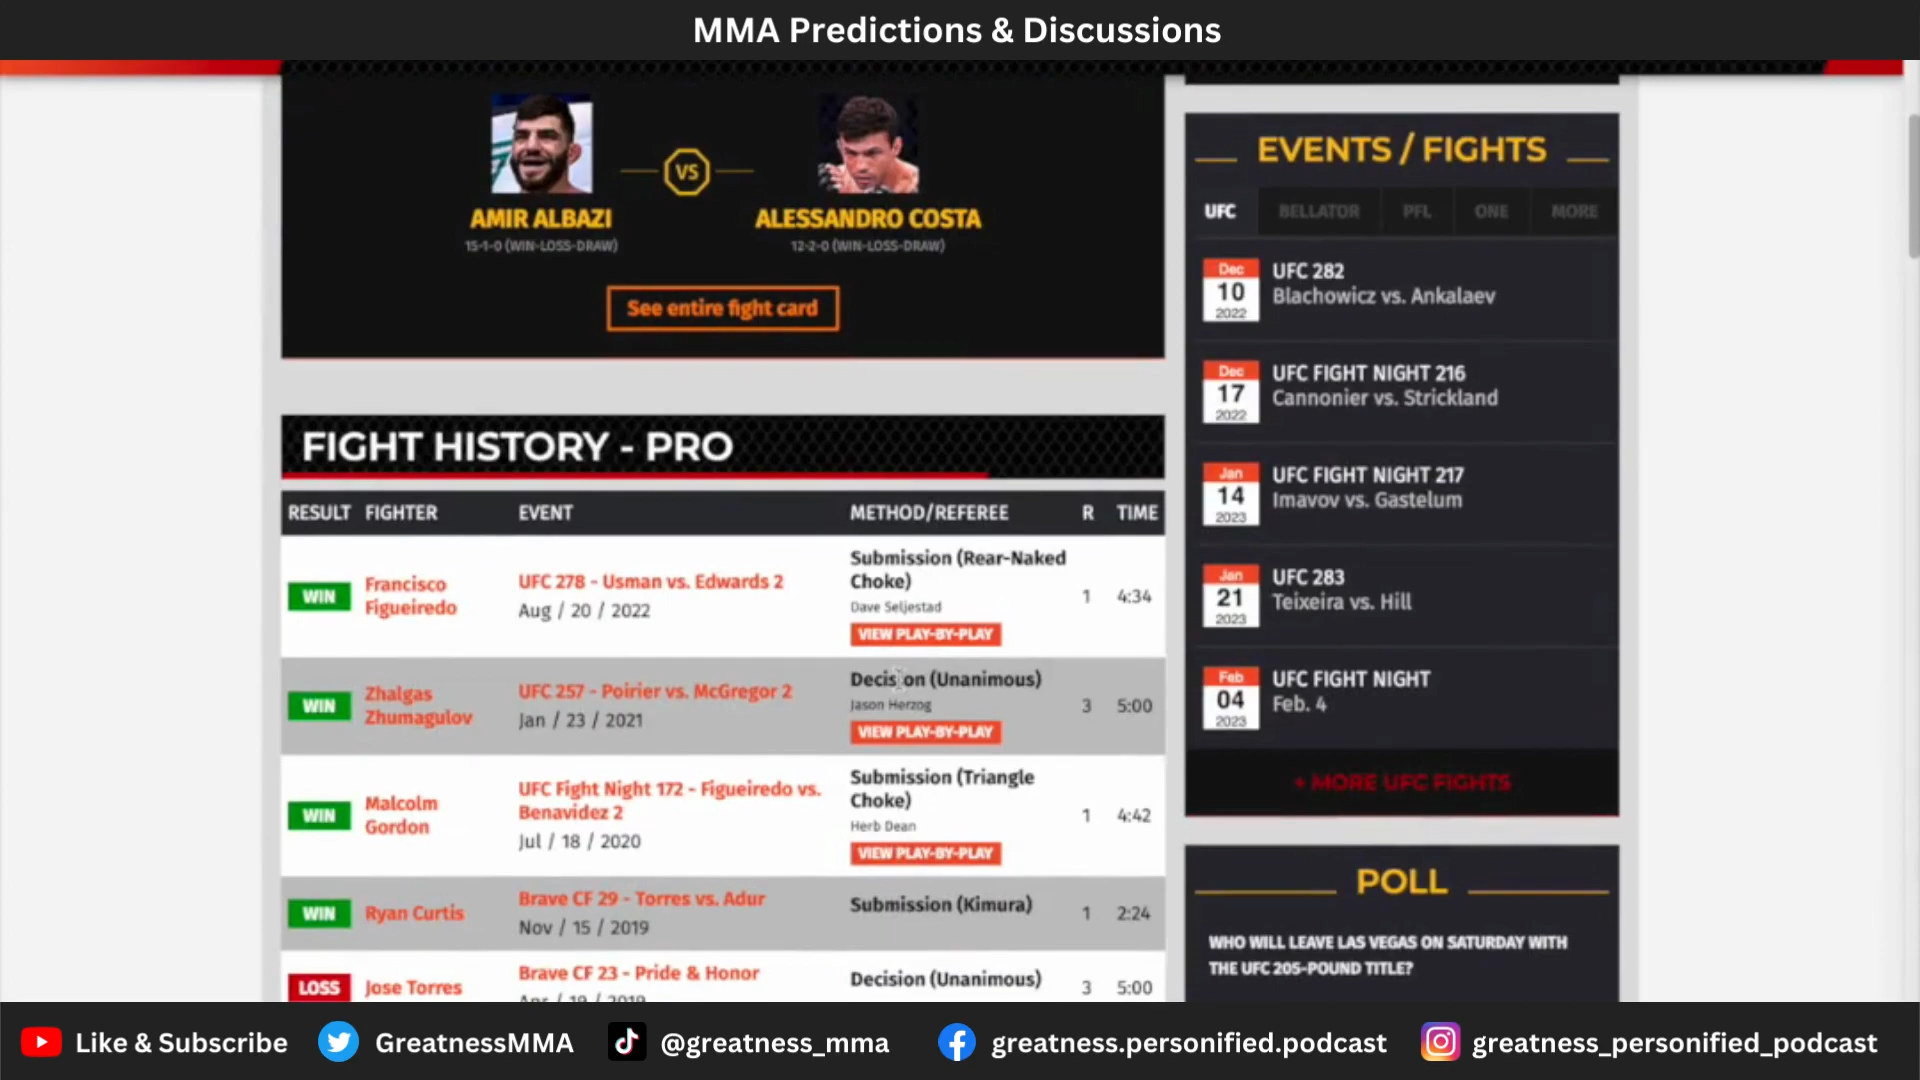 MMA Predictions & Discussions
VS
AMIR ALBAZI
15-1-0 (WIN-LOSS-DRAW)
ALESSANDRO COSTA
12-2-0 (WIN-LOSS-DRAW)
See entire fight card
FIGHT HISTORY - PRO
RESULT FIGHTER EVENT METHOD/REFEREE R TIME
WIN
Francisco
Figueiredo
UFC 278 - Usman vs. Edwards 2
Aug / 20 / 2022
Submission (Rear-Naked
Choke)
Dave Seljestad
VIEW PLAY-BY-PLAY
1
4:34
WIN
Zhalgas
Zhumagulov
UFC 257 - Poirier vs. McGregor 2
Jan / 23 / 2021
Decision (Unanimous)
Jason Herzog
VIEW PLAY-BY-PLAY
3
5:00
WIN
Malcolm
Gordon
UFC Fight Night 172 - Figueiredo vs.
Benavidez 2
Jul / 18 / 2020
Submission (Triangle
Choke)
Herb Dean
VIEW PLAY-BY-PLAY
1
4:42
WIN
Ryan Curtis
Brave CF 29 - Torres vs. Adur
Nov / 15 / 2019
Submission (Kimura)
1
2:24
LOSS
Jose Torres
Brave CF 23 - Pride & Honor
Apr / 19 / 2019
Decision (Unanimous)
3
5:00
EVENTS / FIGHTS
UFC BELLATOR PFL ONE MORE
Dec
10
2022
UFC 282
Blachowicz vs. Ankalaev
Dec
17
2022
UFC FIGHT NIGHT 216
Cannonier vs. Strickland
Jan
14
2023
UFC FIGHT NIGHT 217
Imavov vs. Gastelum
Jan
21
2023
UFC 283
Teixeira vs. Hill
Feb
04
2023
UFC FIGHT NIGHT
Feb. 4
+ MORE UFC FIGHTS
POLL
WHO WILL LEAVE LAS VEGAS ON SATURDAY WITH
THE UFC 205-POUND TITLE?
Like & Subscribe
GreatnessMMA
@greatness_mma
greatness.personified.podcast
greatness_personified_podcast